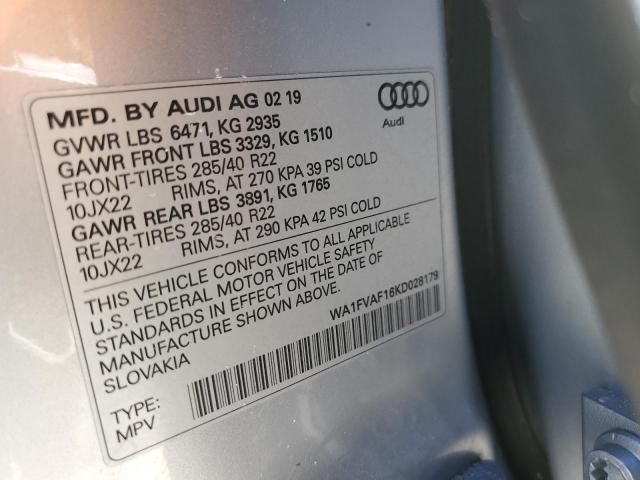 MFD. BY AUDI AG 02 19
Audi
GVWR LBS 6471, KG 2935
GAWR FRONT LBS 3329, KG 1510
FRONT-TIRES 285/40 R22
10JX22 RIMS, AT 270 KPA 39 PSI COLD
GAWR REAR LBS 3891, KG 1765
REAR-TIRES 285/40 R22
10JX22 RIMS, AT 290 KPA 42 PSI COLD
THIS VEHICLE CONFORMS TO ALL APPLICABLE
U.S. FEDERAL MOTOR VEHICLE SAFETY
STANDARDS IN EFFECT ON THE DATE OF
MANUFACTURE SHOWN ABOVE.
SLOVAKIA
WA1FVAF16KD028179
TYPE:
MPV